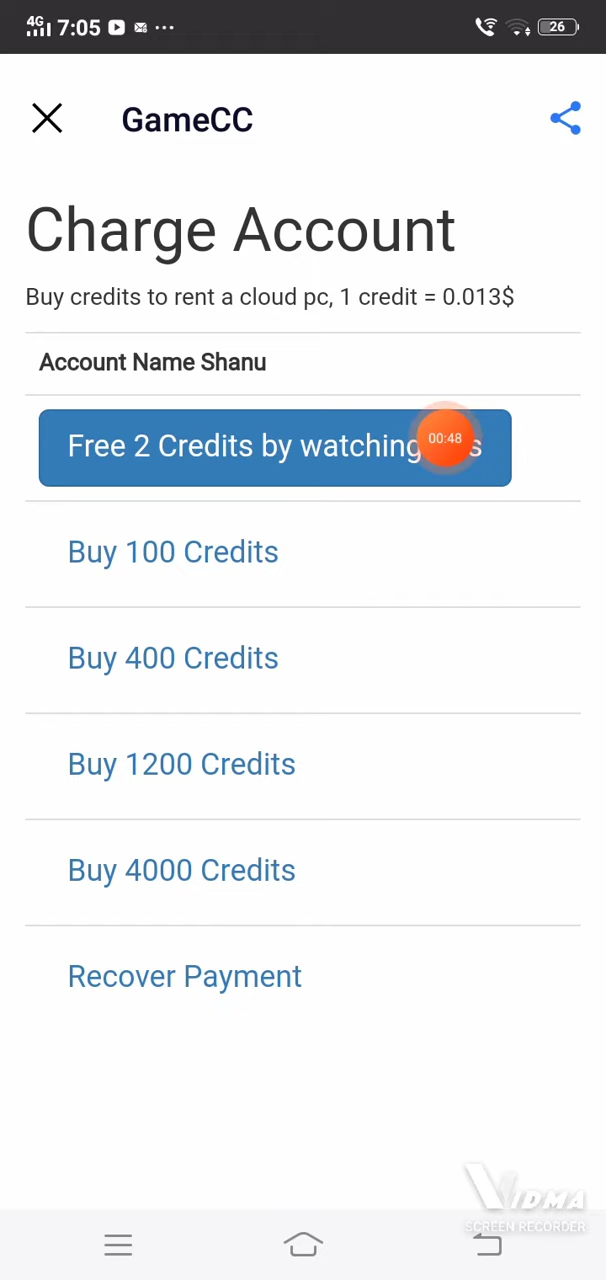 4G 7:05 ... 26
GameCC
Charge Account
Buy credits to rent a cloud pc, 1 credit = 0.013$
Account Name Shanu
Free 2 Credits by watching s
00:48
Buy 100 Credits
Buy 400 Credits
Buy 1200 Credits
Buy 4000 Credits
Recover Payment
VIDMA
SCREEN RECORDER